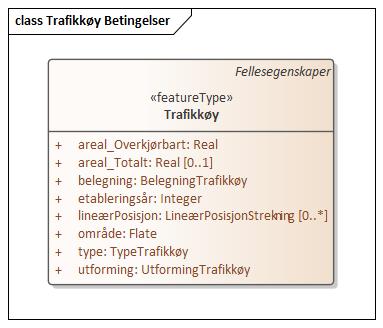 class Trafikkøy Betingelser
Fellesegenskaper
«featureType»
Trafikkøy
+ areal_Overkjørbart: Real
+ areal_Totalt: Real [0..1]
+ belegning: BelegningTrafikkøy
+ etableringsår: Integer
+ lineærPosisjon: LineærPosisjonStrekning [0..*]
+ område: Flate
+ type: TypeTrafikkøy
+ utforming: UtformingTrafikkøy